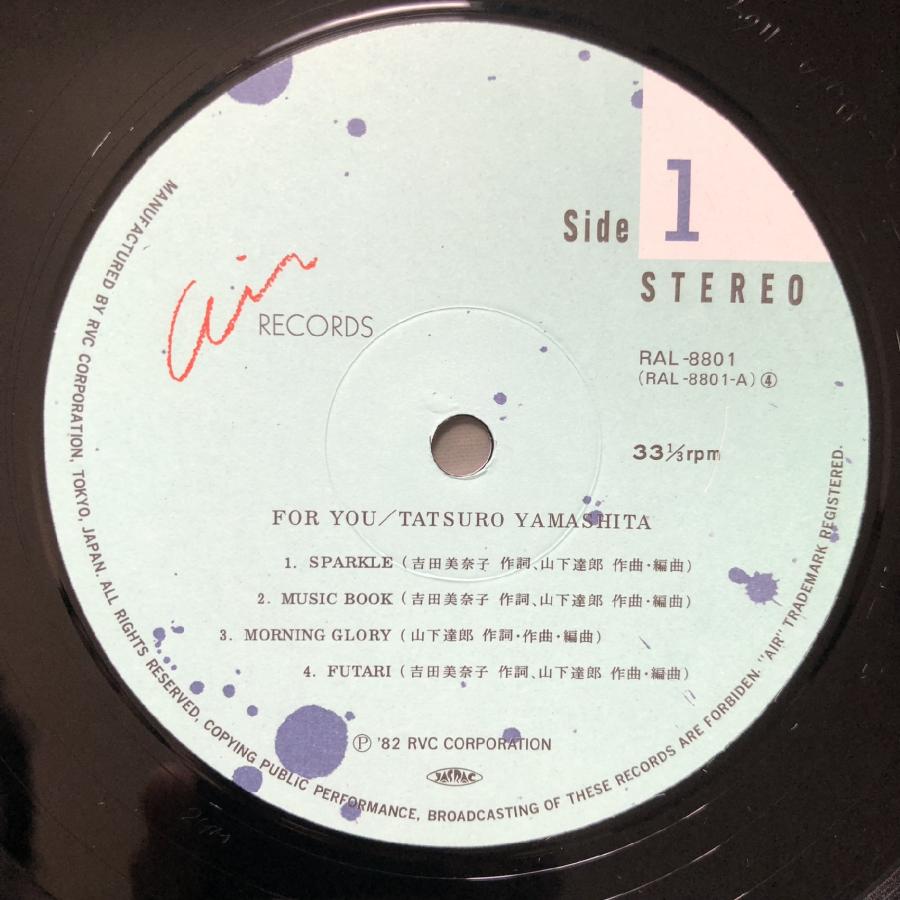 Air
RECORDS
Side 1
STEREO
RAL-8801
(RAL-8801-A) ④
33⅓rpm
FOR YOU/TATSURO YAMASHITA
1. SPARKLE (吉田美奈子 作詞、山下達郎 作曲・編曲)
2. MUSIC BOOK (吉田美奈子 作詞、山下達郎 作曲・編曲)
3. MORNING GLORY (山下達郎 作詞・作曲・編曲)
4. FUTARI (吉田美奈子 作詞、山下達郎 作曲・編曲)
Ⓟ '82 RVC CORPORATION
JASRAC
MANUFACTURED BY RVC CORPORATION, TOKYO, JAPAN. ALL RIGHTS RESERVED, COPYING PUBLIC PERFORMANCE, BROADCASTING OF THESE RECORDS ARE FORBIDDEN. "AIR" TRADEMARK REGISTERED.